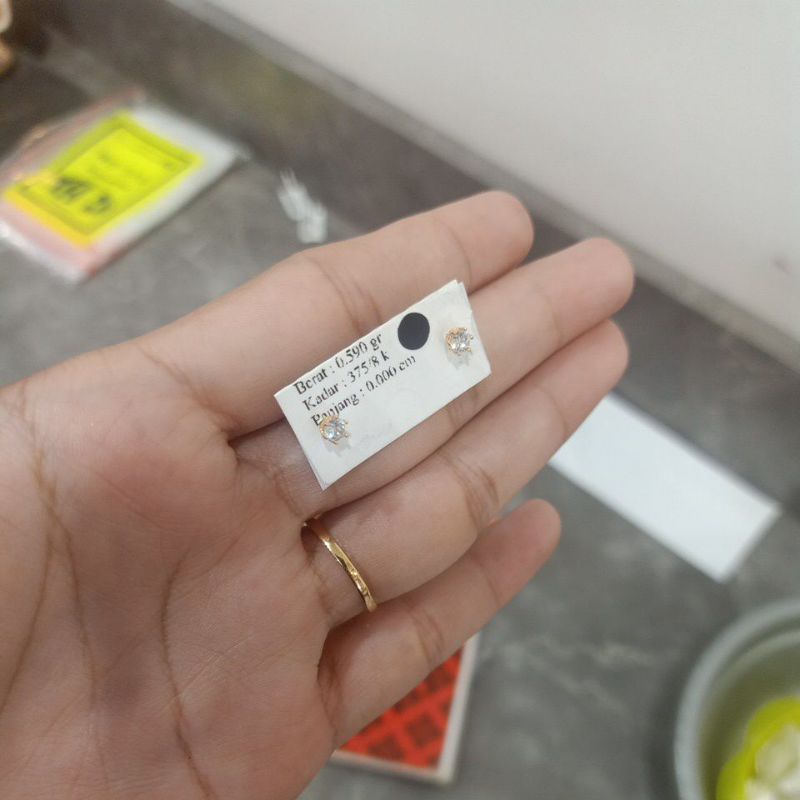 Berat : 0.590 gr
Kadar : 375/8 k
Panjang : 0.000 cm